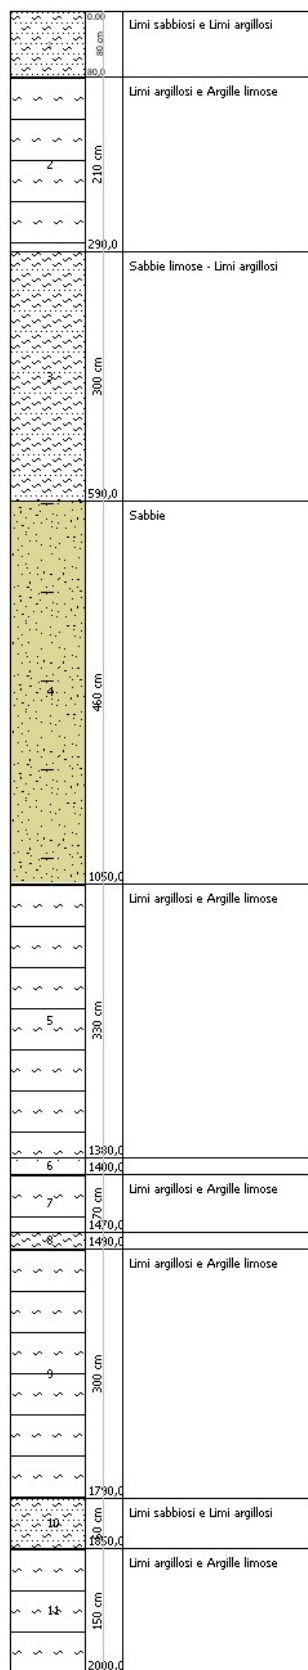 0.00
Limi sabbiosi e Limi argillosi
1
80 cm
80,0
Limi argillosi e Argille limose
2
210 cm
290,0
Sabbie limose - Limi argillosi
3
300 cm
590,0
Sabbie
4
460 cm
1050,0
Limi argillosi e Argille limose
5
330 cm
1380,0
6
1400,0
Limi argillosi e Argille limose
7
70 cm
1470,0
8
1490,0
Limi argillosi e Argille limose
9
300 cm
1790,0
Limi sabbiosi e Limi argillosi
10
60 cm
1850,0
Limi argillosi e Argille limose
11
150 cm
2000,0